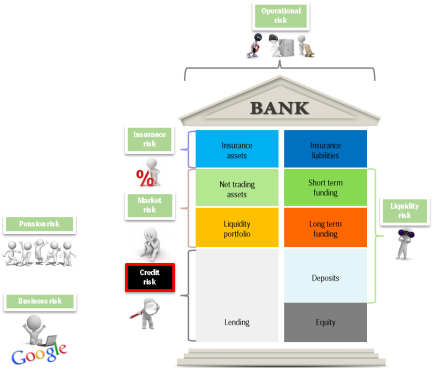 Operational
risk
BANK
Insurance
risk
Insurance
assets
Insurance
liabilities
%
Market
risk
Net trading
assets
Short term
funding
Liquidity
risk
Liquidity
portfolio
Long term
funding
Pension risk
Credit
risk
Deposits
Business risk
Lending
Equity
Google